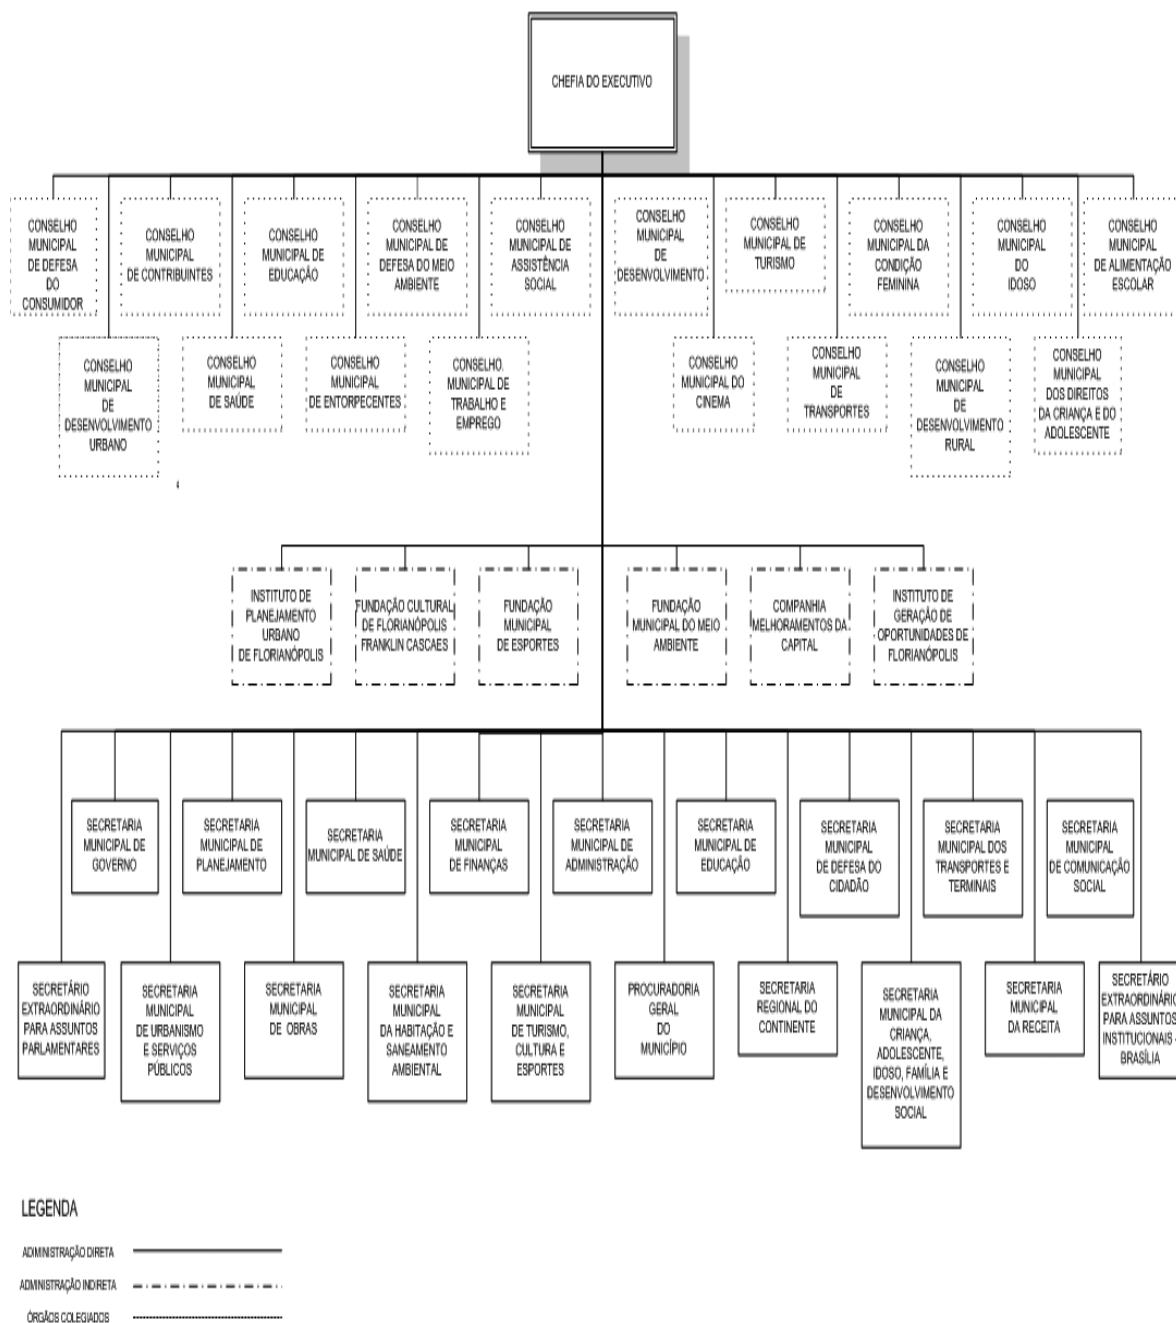 CHEFIA DO EXECUTIVO
CONSELHO
MUNICIPAL
DE DEFESA
DO
CONSUMIDOR
CONSELHO
MUNICIPAL
DE CONTRIBUINTES
CONSELHO
MUNICIPAL DE
EDUCAÇÃO
CONSELHO
MUNICIPAL DE
DEFESA DO MEIO
AMBIENTE
CONSELHO
MUNICIPAL DE
ASSISTÊNCIA
SOCIAL
CONSELHO
MUNICIPAL
DE
DESENVOLVIMENTO
CONSELHO
MUNICIPAL DE
TURISMO
CONSELHO
MUNICIPAL DA
CONDIÇÃO
FEMININA
CONSELHO
MUNICIPAL
DO
IDOSO
CONSELHO
MUNICIPAL
DE ALIMENTAÇÃO
ESCOLAR
CONSELHO
MUNICIPAL
DE
DESENVOLVIMENTO
URBANO
CONSELHO
MUNICIPAL
DE SAÚDE
CONSELHO
MUNICIPAL
DE ENTORPECENTES
CONSELHO
MUNICIPAL DE
TRABALHO E
EMPREGO
CONSELHO
MUNICIPAL DO
CINEMA
CONSELHO
MUNICIPAL
DE
TRANSPORTES
CONSELHO
MUNICIPAL
DE
DESENVOLVIMENTO
RURAL
CONSELHO
MUNICIPAL
DOS DIREITOS
DA CRIANÇA E DO
ADOLESCENTE
INSTITUTO DE
PLANEJAMENTO
URBANO
DE FLORIANÓPOLIS
FUNDAÇÃO CULTURAL
DE FLORIANÓPOLIS
FRANKLIN CASCAES
FUNDAÇÃO
MUNICIPAL
DE ESPORTES
FUNDAÇÃO
MUNICIPAL DO MEIO
AMBIENTE
COMPANHIA
MELHORAMENTOS DA
CAPITAL
INSTITUTO DE
GERAÇÃO DE
OPORTUNIDADES DE
FLORIANÓPOLIS
SECRETARIA
MUNICIPAL DE
GOVERNO
SECRETARIA
MUNICIPAL DE
PLANEJAMENTO
SECRETARIA
MUNICIPAL DE SAÚDE
SECRETARIA
MUNICIPAL
DE FINANÇAS
SECRETARIA
MUNICIPAL DE
ADMINISTRAÇÃO
SECRETARIA
MUNICIPAL DE
EDUCAÇÃO
SECRETARIA
MUNICIPAL
DE DEFESA DO
CIDADÃO
SECRETARIA
MUNICIPAL DOS
TRANSPORTES E
TERMINAIS
SECRETARIA
MUNICIPAL
DE COMUNICAÇÃO
SOCIAL
SECRETÁRIO
EXTRAORDINÁRIO
PARA ASSUNTOS
PARLAMENTARES
SECRETARIA
MUNICIPAL
DE URBANISMO
E SERVIÇOS
PÚBLICOS
SECRETARIA
MUNICIPAL
DE OBRAS
SECRETARIA
MUNICIPAL
DA HABITAÇÃO E
SANEAMENTO
AMBIENTAL
SECRETARIA
MUNICIPAL
DE TURISMO,
CULTURA E
ESPORTES
PROCURADORIA
GERAL
DO
MUNICÍPIO
SECRETARIA
REGIONAL DO
CONTINENTE
SECRETARIA
MUNICIPAL DA
CRIANÇA,
ADOLESCENTE,
IDOSO, FAMÍLIA E
DESENVOLVIMENTO
SOCIAL
SECRETARIA
MUNICIPAL
DA RECEITA
SECRETÁRIO
EXTRAORDINÁRIO
PARA ASSUNTOS
INSTITUCIONAIS -
BRASÍLIA
LEGENDA
ADIMINISTRAÇÃO DIRETA
ADIMINISTRAÇÃO INDIRETA
ÓRGÃOS COLEGIADOS